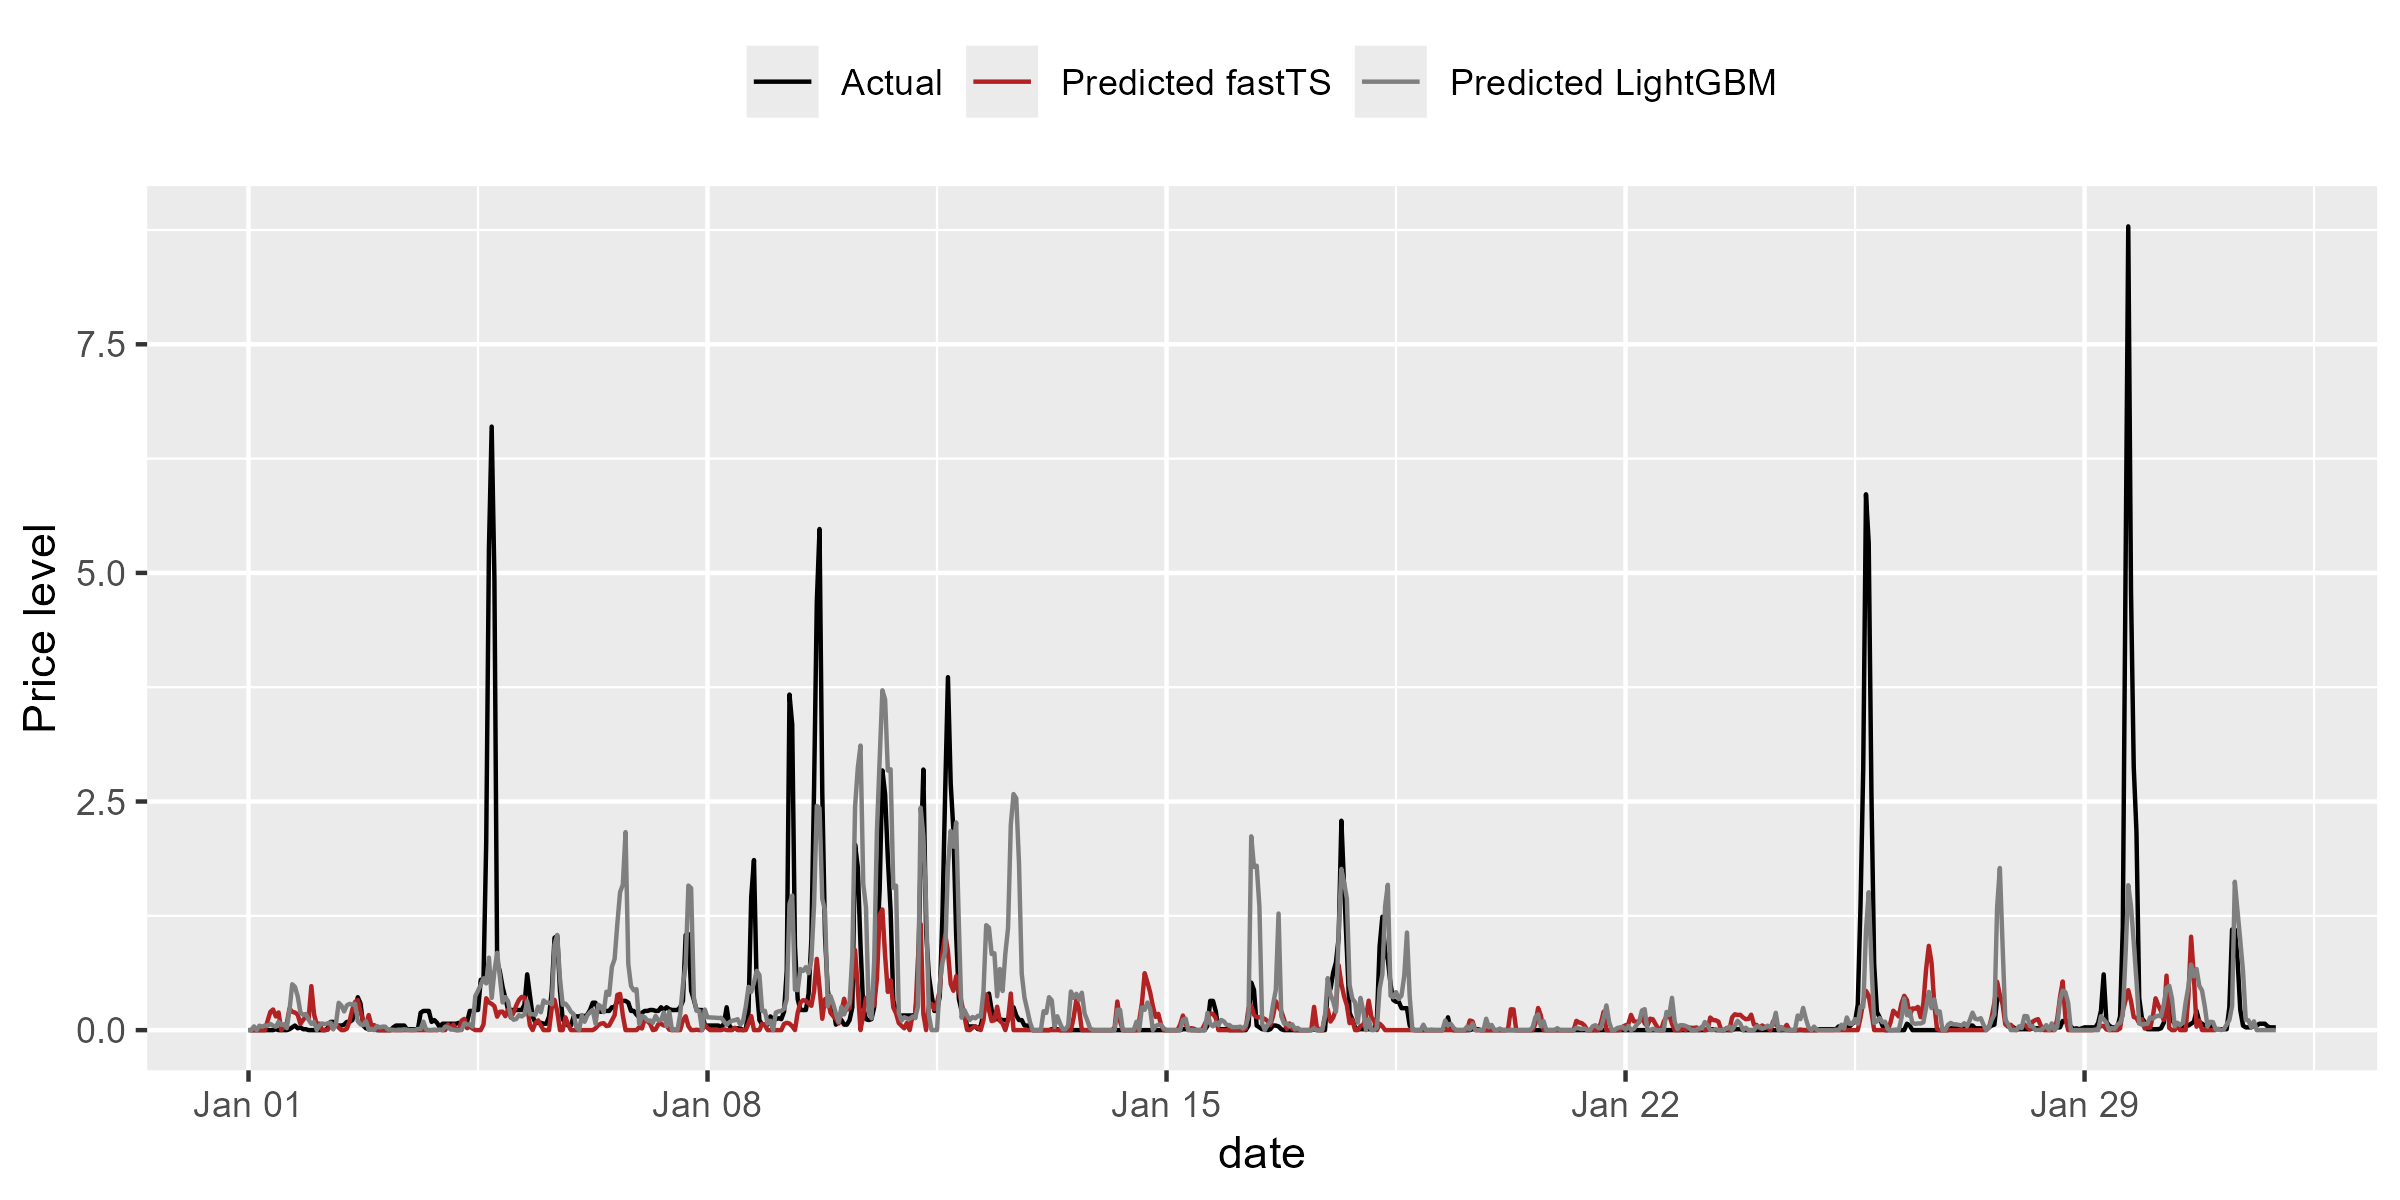 Actual Predicted fastTS Predicted LightGBM
7.5
5.0
2.5
0.0
Price level
Jan 01 Jan 08 Jan 15 Jan 22 Jan 29
date